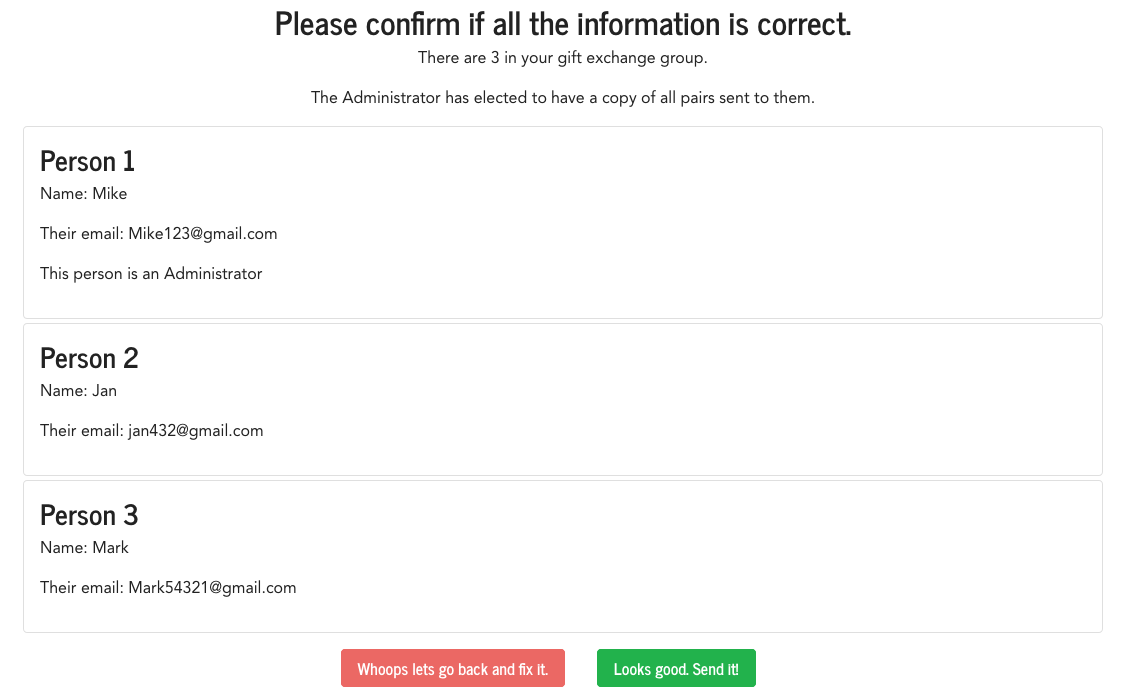 Please confirm if all the information is correct.
There are 3 in your gift exchange group.
The Administrator has elected to have a copy of all pairs sent to them.
Person 1
Name: Mike
Their email: Mike123@gmail.com
This person is an Administrator
Person 2
Name: Jan
Their email: jan432@gmail.com
Person 3
Name: Mark
Their email: Mark54321@gmail.com
Whoops lets go back and fix it.
Looks good. Send it!